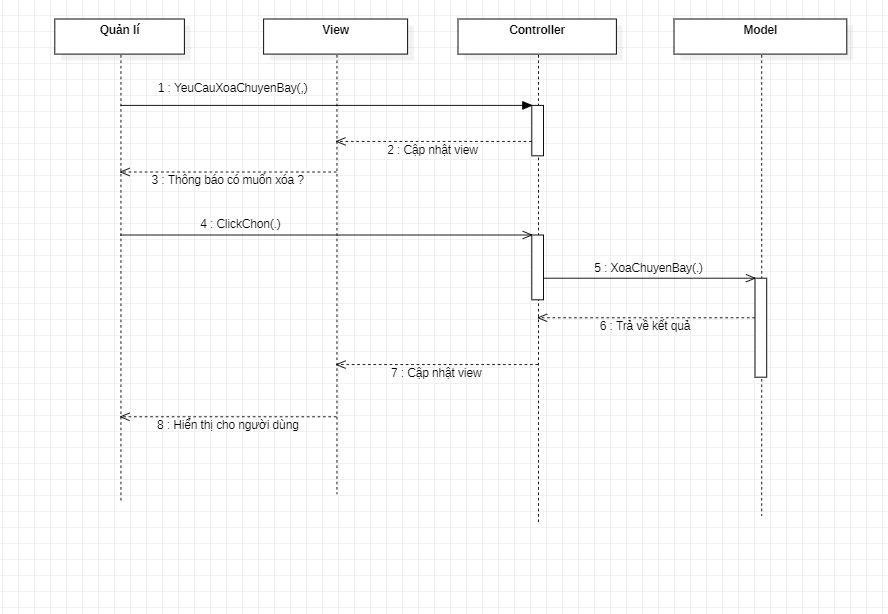 Quản lí
View
Controller
Model
1 : YeuCauXoaChuyenBay(,)
2 : Cập nhật view
3 : Thông báo có muốn xóa ?
4 : ClickChon(.)
5 : XoaChuyenBay(.)
6 : Trả về kết quả
7 : Cập nhật view
8 : Hiển thị cho người dùng